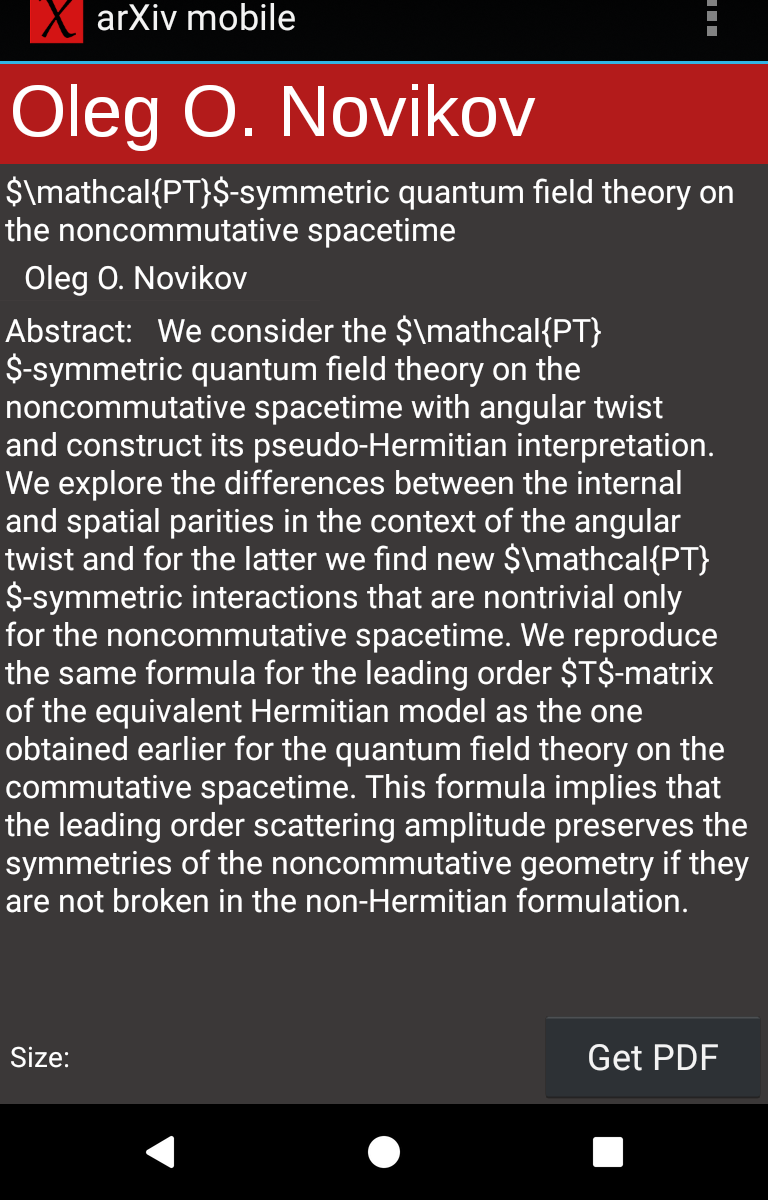 X arXiv mobile
Oleg O. Novikov
$\mathcal{PT}$-symmetric quantum field theory on
the noncommutative spacetime
Oleg O. Novikov
Abstract:   We consider the $\mathcal{PT}
$-symmetric quantum field theory on the
noncommutative spacetime with angular twist
and construct its pseudo-Hermitian interpretation.
We explore the differences between the internal
and spatial parities in the context of the angular
twist and for the latter we find new $\mathcal{PT}
$-symmetric interactions that are nontrivial only
for the noncommutative spacetime. We reproduce
the same formula for the leading order $T$-matrix
of the equivalent Hermitian model as the one
obtained earlier for the quantum field theory on the
commutative spacetime. This formula implies that
the leading order scattering amplitude preserves the
symmetries of the noncommutative geometry if they
are not broken in the non-Hermitian formulation.
Size:
Get PDF